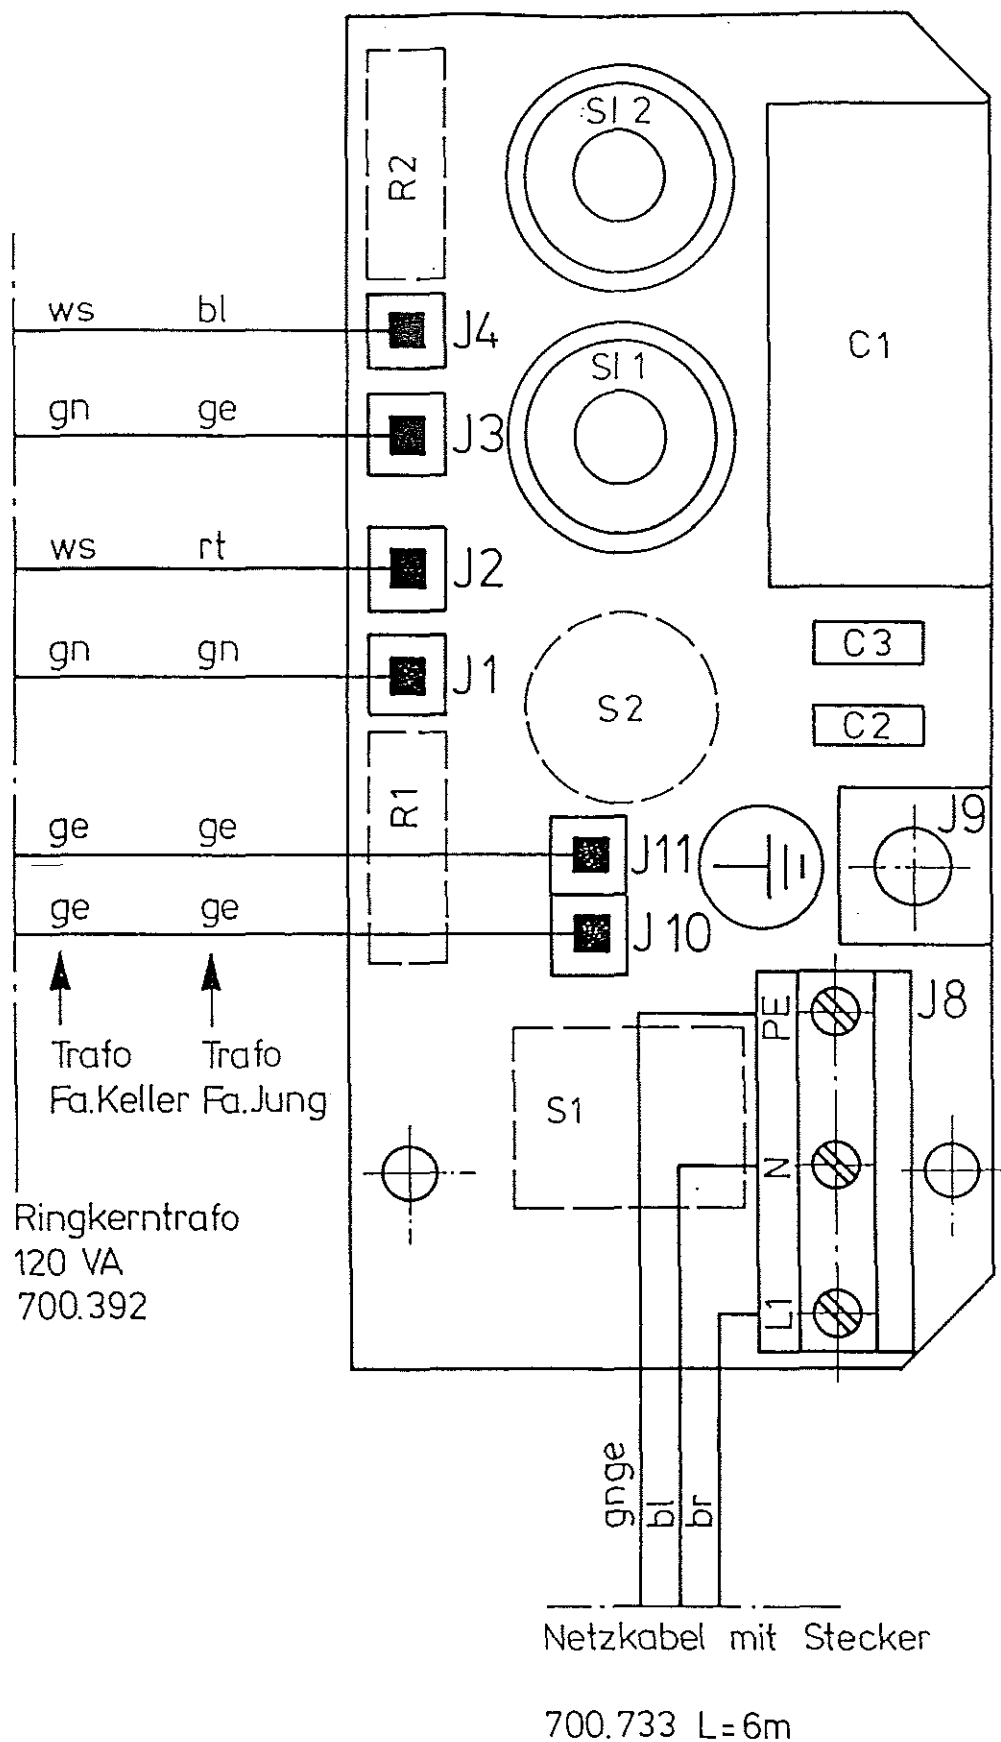 SI 2
R2
ws bl
J4
C1
SI 1
gn ge
J3
ws rt
J2
C3
gn gn
J1
S2
C2
R1
J9
ge ge
J11
ge ge
J10
PE
J8
Trafo Trafo
Fa.Keller Fa.Jung
S1
N
Ringkerntrafo
120 VA
700.392
L1
gnge
bl
br
Netzkabel mit Stecker
700.733 L=6m